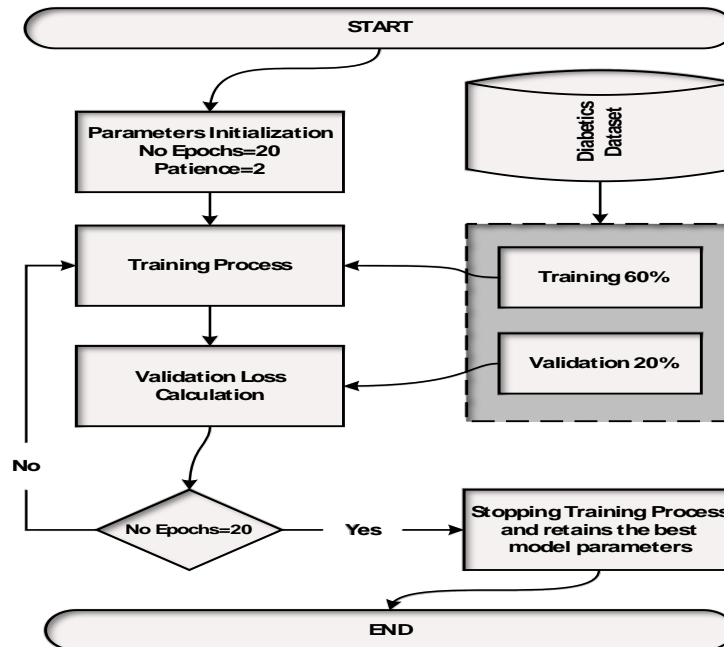 START
Parameters Initialization
No Epochs=20
Patience=2
Diabetics
Dataset
Training Process
Training 60%
Validation Loss
Calculation
Validation 20%
No
No Epochs=20
Yes
Stopping Training Process
and retains the best
model parameters
END